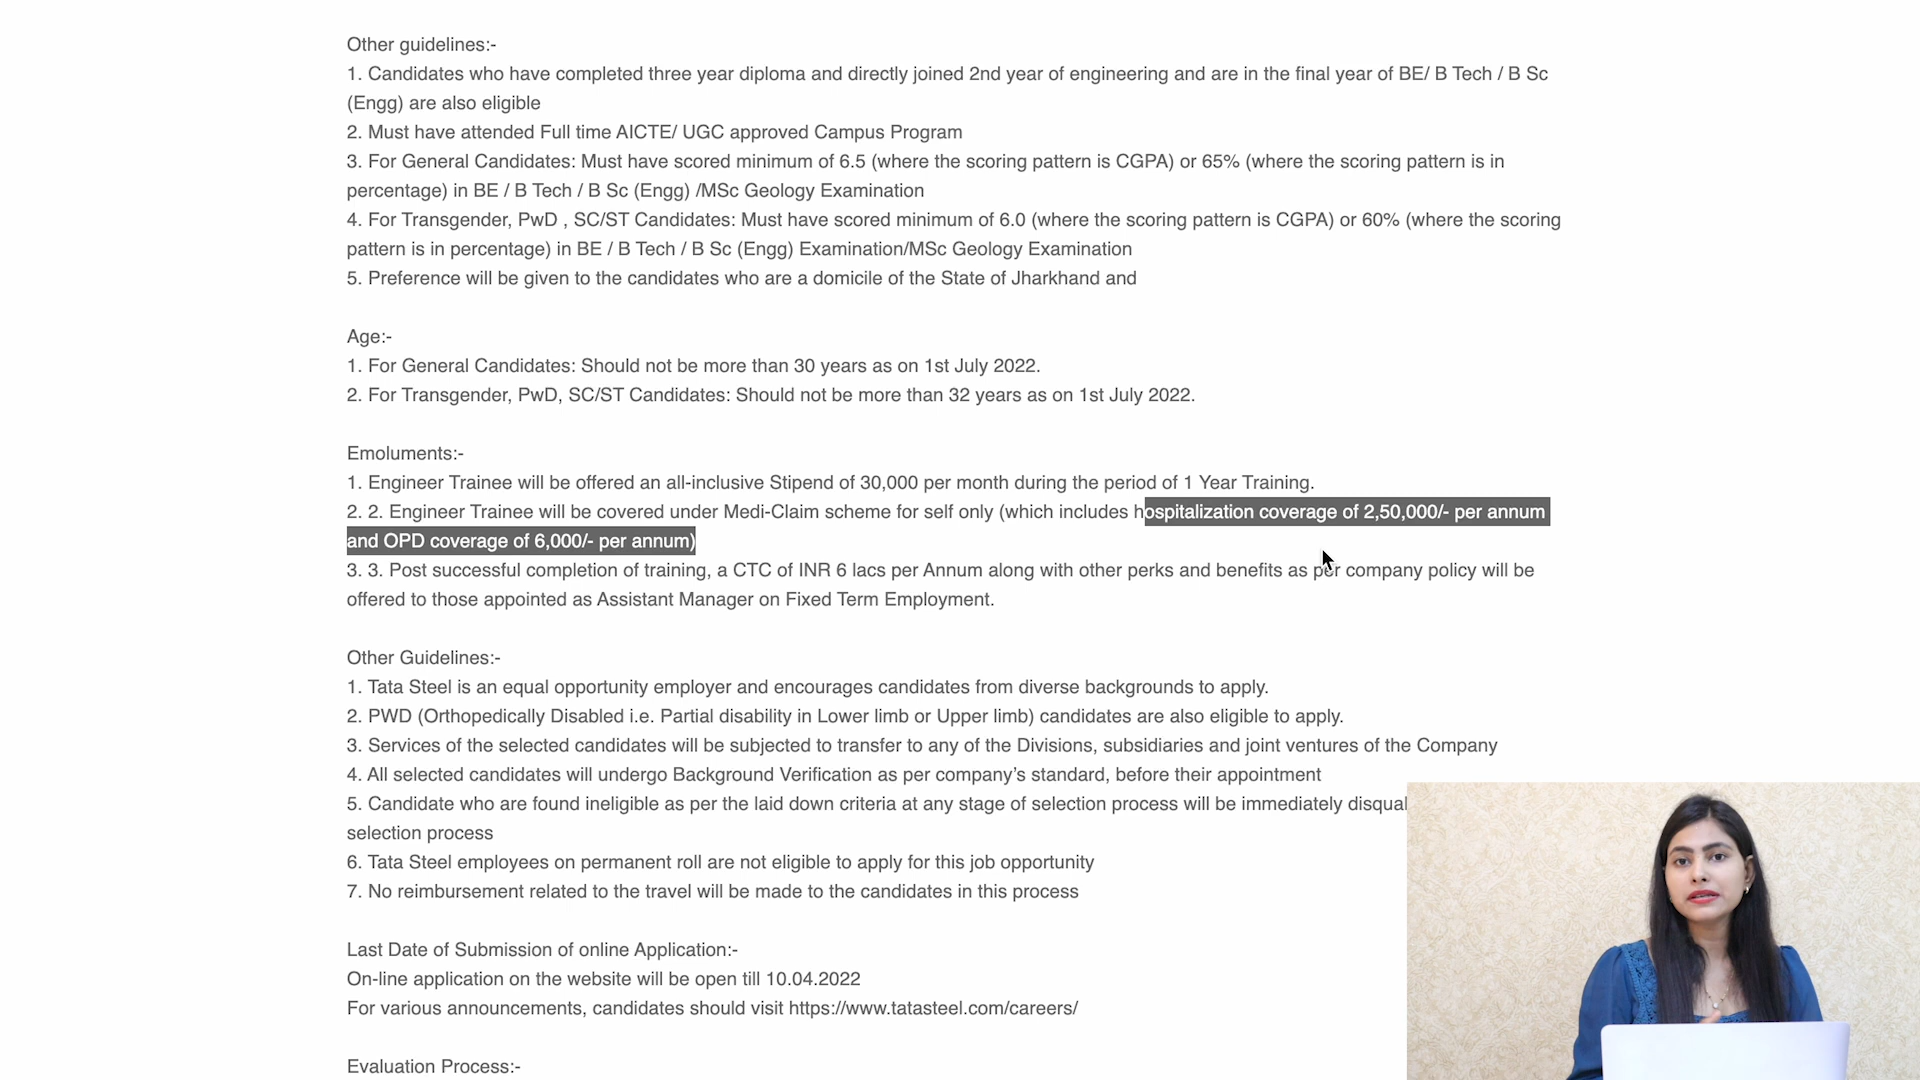 Other guidelines:-
1. Candidates who have completed three year diploma and directly joined 2nd year of engineering and are in the final year of BE/ B Tech / B Sc
(Engg) are also eligible
2. Must have attended Full time AICTE/ UGC approved Campus Program
3. For General Candidates: Must have scored minimum of 6.5 (where the scoring pattern is CGPA) or 65% (where the scoring pattern is in
percentage) in BE / B Tech / B Sc (Engg) /MSc Geology Examination
4. For Transgender, PwD , SC/ST Candidates: Must have scored minimum of 6.0 (where the scoring pattern is CGPA) or 60% (where the scoring
pattern is in percentage) in BE / B Tech / B Sc (Engg) Examination/MSc Geology Examination
5. Preference will be given to the candidates who are a domicile of the State of Jharkhand and
Age:-
1. For General Candidates: Should not be more than 30 years as on 1st July 2022.
2. For Transgender, PwD, SC/ST Candidates: Should not be more than 32 years as on 1st July 2022.
Emoluments:-
1. Engineer Trainee will be offered an all-inclusive Stipend of 30,000 per month during the period of 1 Year Training.
2. 2. Engineer Trainee will be covered under Medi-Claim scheme for self only (which includes hospitalization coverage of 2,50,000/- per annum
and OPD coverage of 6,000/- per annum)
3. 3. Post successful completion of training, a CTC of INR 6 lacs per Annum along with other perks and benefits as per company policy will be
offered to those appointed as Assistant Manager on Fixed Term Employment.
Other Guidelines:-
1. Tata Steel is an equal opportunity employer and encourages candidates from diverse backgrounds to apply.
2. PWD (Orthopedically Disabled i.e. Partial disability in Lower limb or Upper limb) candidates are also eligible to apply.
3. Services of the selected candidates will be subjected to transfer to any of the Divisions, subsidiaries and joint ventures of the Company
4. All selected candidates will undergo Background Verification as per company's standard, before their appointment
5. Candidate who are found ineligible as per the laid down criteria at any stage of selection process will be immediately
selection process
6. Tata Steel employees on permanent roll are not eligible to apply for this job opportunity
7. No reimbursement related to the travel will be made to the candidates in this process
Last Date of Submission of online Application:-
On-line application on the website will be open till 10.04.2022
For various announcements, candidates should visit https://www.tatasteel.com/careers/
Evaluation Process:-